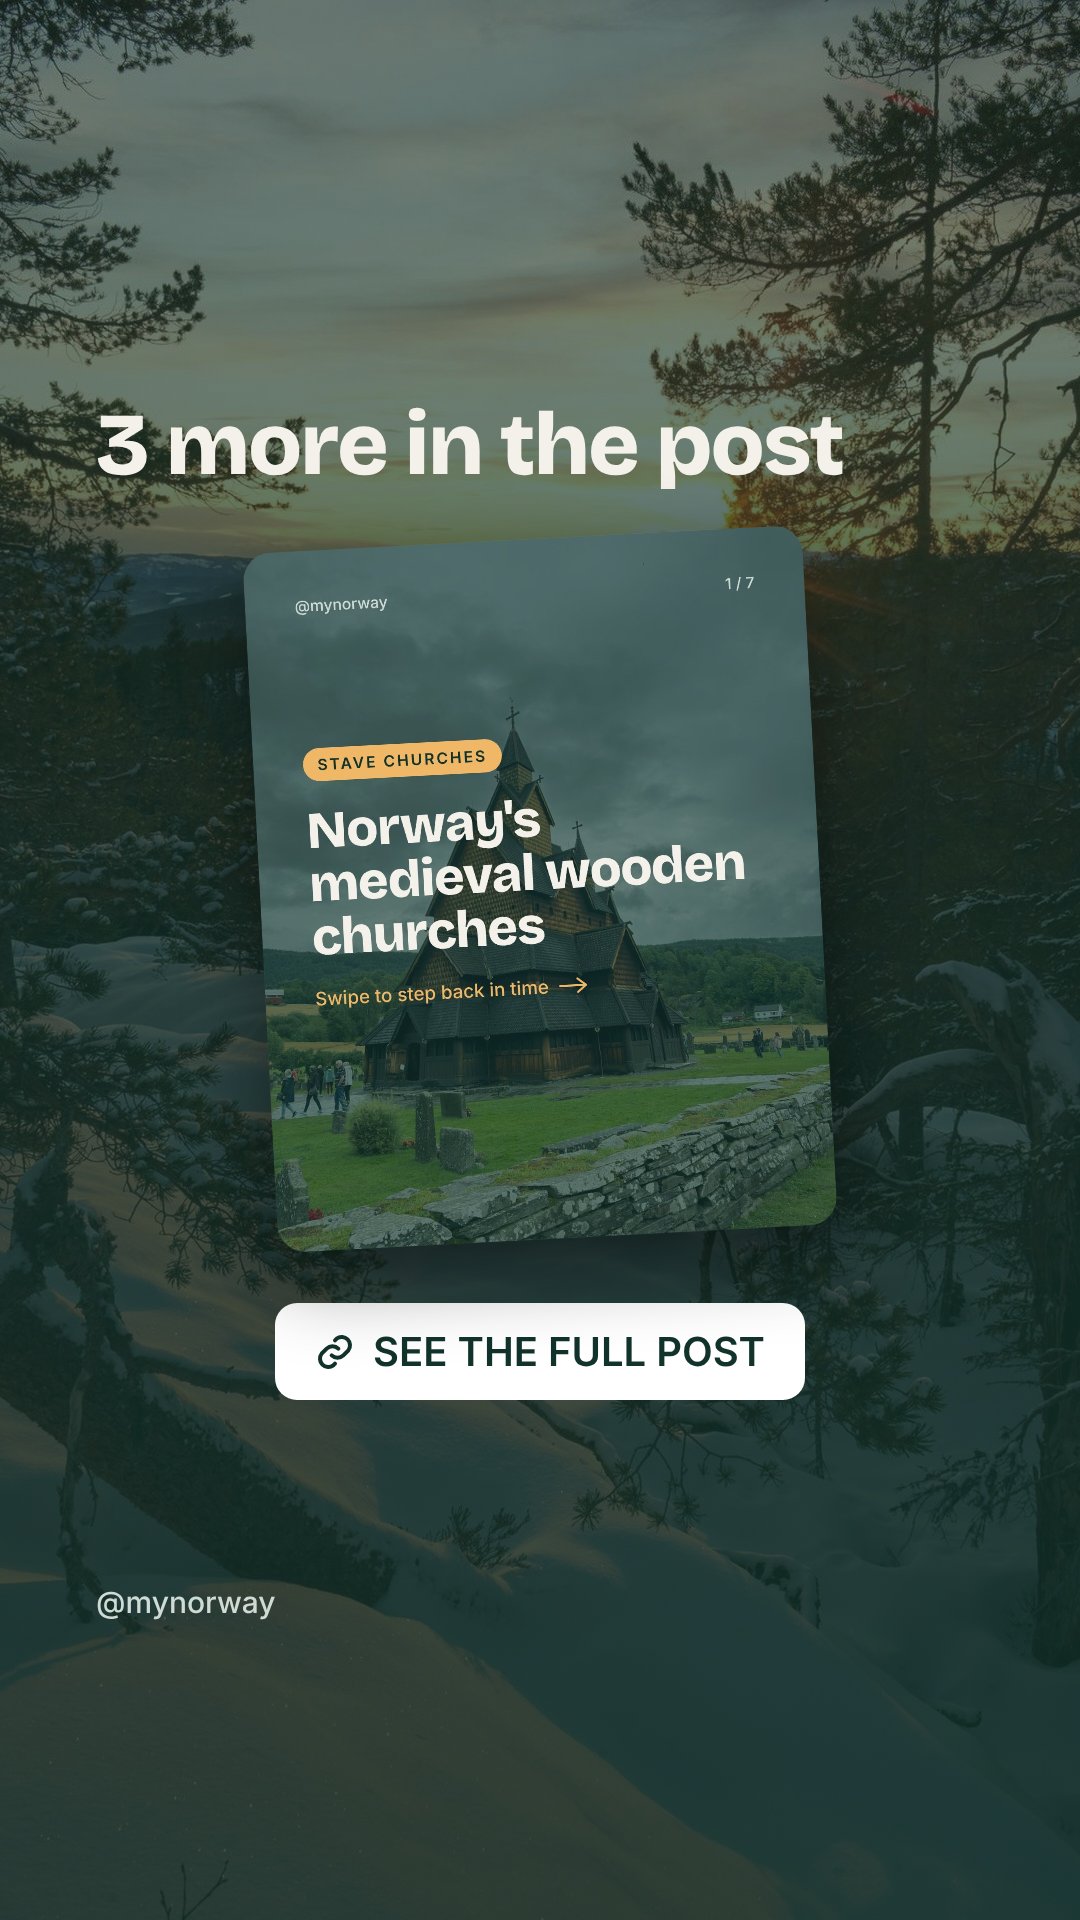 3 more in the post
@mynorway
1 / 7
STAVE CHURCHES
Norway's
medieval wooden
churches
Swipe to step back in time →
SEE THE FULL POST
@mynorway